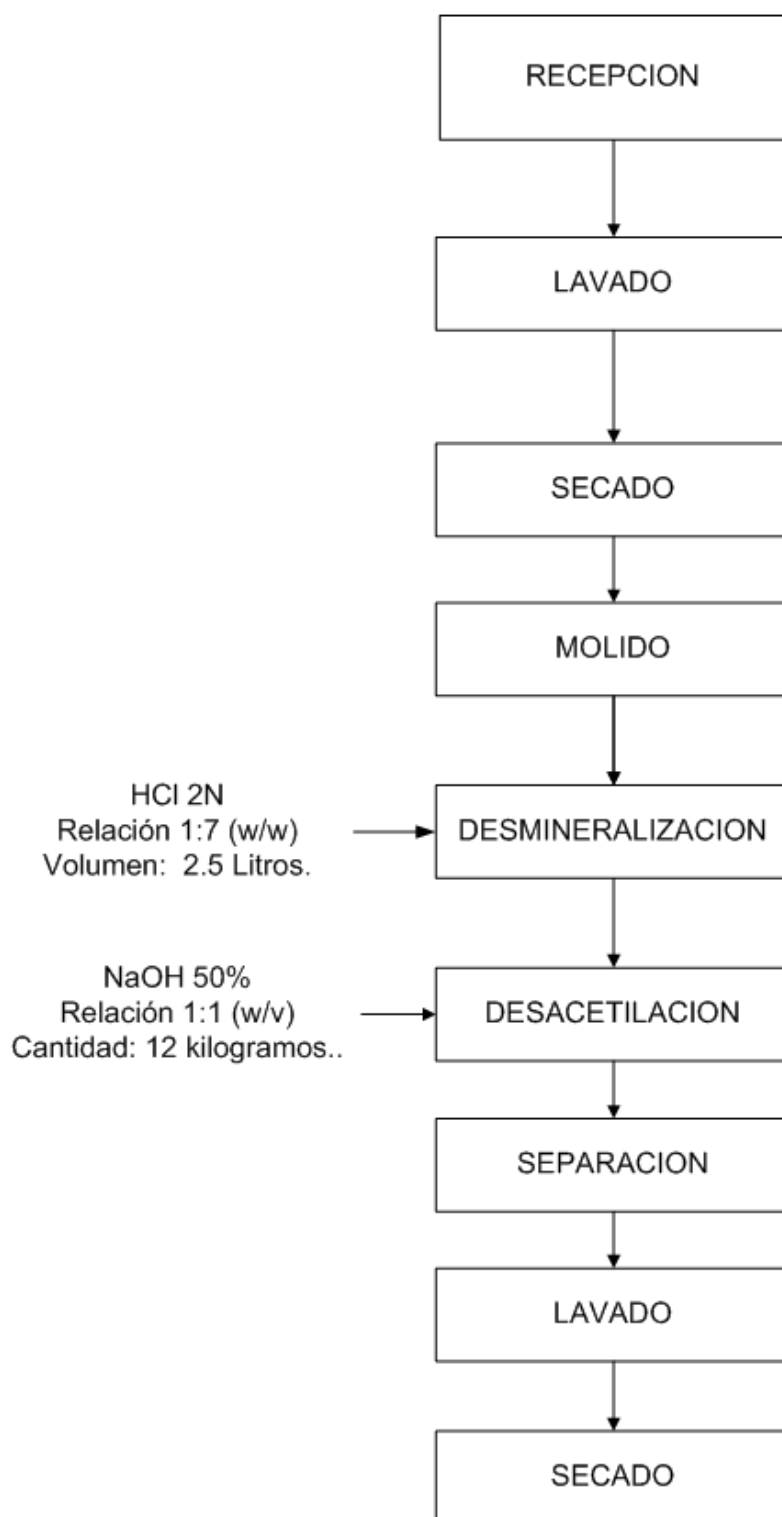 RECEPCION
LAVADO
SECADO
MOLIDO
HCl 2N
Relación 1:7 (w/w)
Volumen:  2.5 Litros.
DESMINERALIZACION
NaOH 50%
Relación 1:1 (w/v)
Cantidad: 12 kilogramos..
DESACETILACION
SEPARACION
LAVADO
SECADO